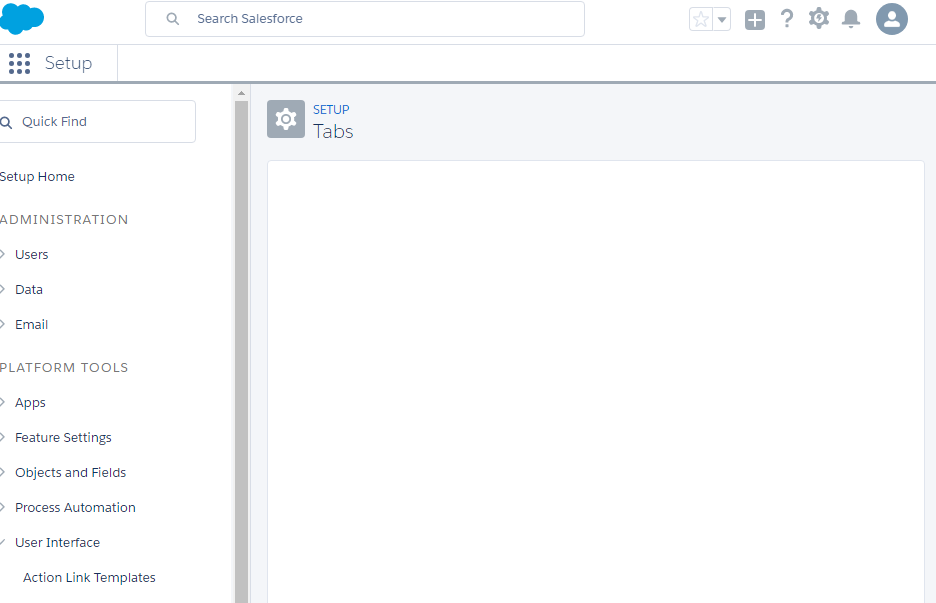 Search Salesforce
Setup
Quick Find
Setup Home
ADMINISTRATION
Users
Data
Email
PLATFORM TOOLS
Apps
Feature Settings
Objects and Fields
Process Automation
User Interface
Action Link Templates
SETUP
Tabs